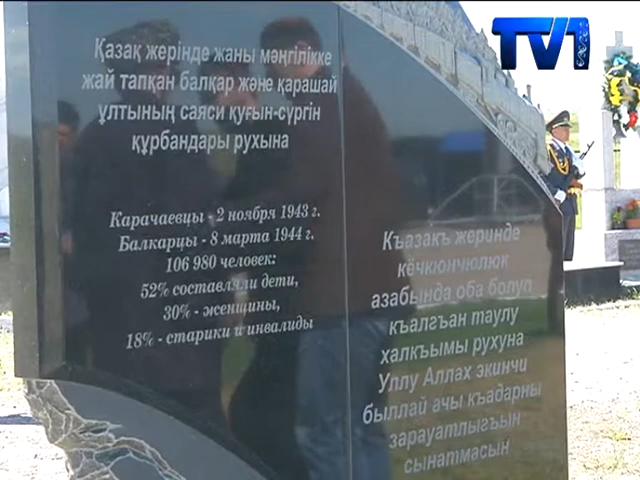 TV1
Қазақ жерінде жаны мәңгілікке
жай тапқан балқар және қарашай
ұлтының саяси қуғын-сүргін
құрбандары рухына
Карачаевцы - 2 ноября 1943 г.
Балкарцы - 8 марта 1944 г.
106 980 человек:
52% составляли дети,
30% - женщины,
18% - старики и инвалиды
Къазакъ жеринде
кёчкюнчюлюк
азабында оба болуп
къалгъан таулу
халкъымы рухуна
Уллу Аллах экинчи
быллай ачы къадарны
зарауатлыгъын
сынатмасын